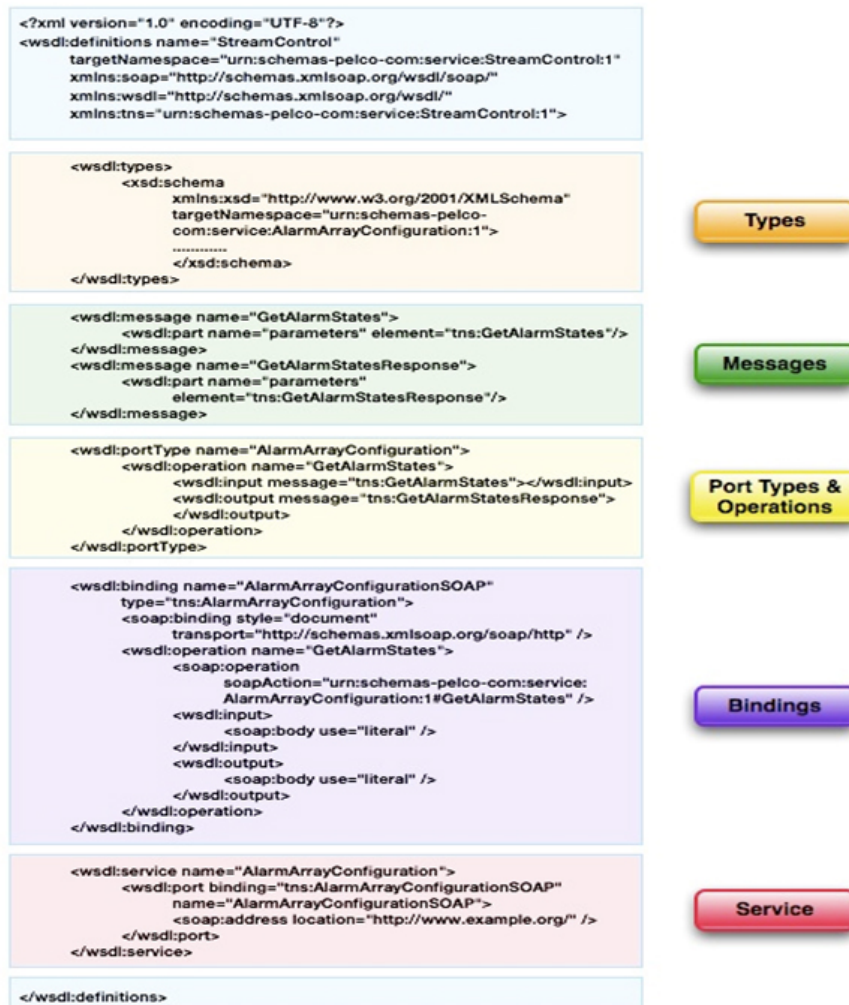 <?xml version="1.0" encoding="UTF-8"?>
<wsdl:definitions name="StreamControl"
targetNamespace="urn:schemas-pelco-com:service:StreamControl:1"
xmlns:soap="http://schemas.xmlsoap.org/wsdl/soap/"
xmlns:wsdl="http://schemas.xmlsoap.org/wsdl/"
xmlns:tns="urn:schemas-pelco-com:service:StreamControl:1">
<wsdl:types>
<xsd:schema
xmlns:xsd="http://www.w3.org/2001/XMLSchema"
targetNamespace="urn:schemas-pelco-
com:service:AlarmArrayConfiguration:1">
............
</xsd:schema>
</wsdl:types>
Types
<wsdl:message name="GetAlarmStates">
<wsdl:part name="parameters" element="tns:GetAlarmStates"/>
</wsdl:message>
<wsdl:message name="GetAlarmStatesResponse">
<wsdl:part name="parameters"
element="tns:GetAlarmStatesResponse"/>
</wsdl:message>
Messages
<wsdl:portType name="AlarmArrayConfiguration">
<wsdl:operation name="GetAlarmStates">
<wsdl:input message="tns:GetAlarmStates"></wsdl:input>
<wsdl:output message="tns:GetAlarmStatesResponse">
</wsdl:output>
</wsdl:operation>
</wsdl:portType>
Port Types &
Operations
<wsdl:binding name="AlarmArrayConfigurationSOAP"
type="tns:AlarmArrayConfiguration">
<soap:binding style="document"
transport="http://schemas.xmlsoap.org/soap/http" />
<wsdl:operation name="GetAlarmStates">
<soap:operation
soapAction="urn:schemas-pelco-com:service:
AlarmArrayConfiguration:1#GetAlarmStates" />
<wsdl:input>
<soap:body use="literal" />
</wsdl:input>
<wsdl:output>
<soap:body use="literal" />
</wsdl:output>
</wsdl:operation>
</wsdl:binding>
Bindings
<wsdl:service name="AlarmArrayConfiguration">
<wsdl:port binding="tns:AlarmArrayConfigurationSOAP"
name="AlarmArrayConfigurationSOAP">
<soap:address location="http://www.example.org/" />
</wsdl:port>
</wsdl:service>
Service
</wsdl:definitions>